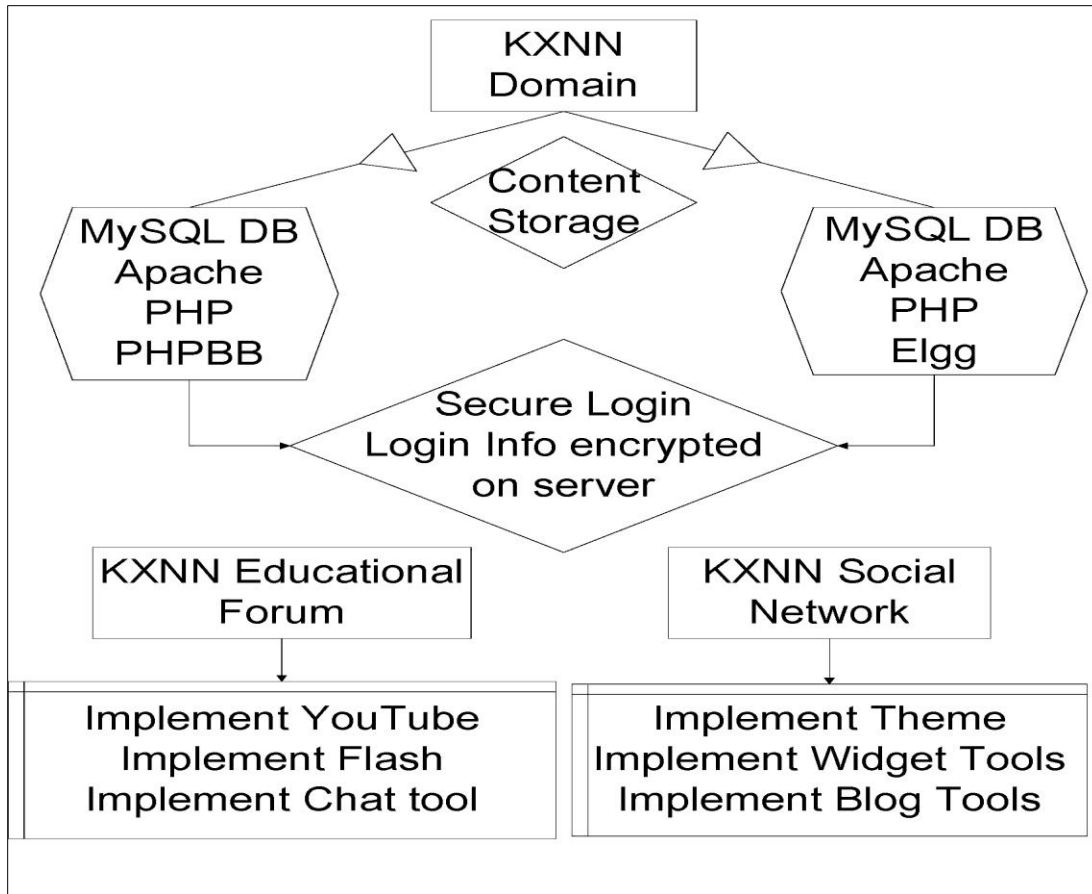 KXNN
Domain
Content
Storage
MySQL DB
Apache
PHP
PHPBB
MySQL DB
Apache
PHP
Elgg
Secure Login
Login Info encrypted
on server
KXNN Educational
Forum
KXNN Social
Network
Implement YouTube
Implement Flash
Implement Chat tool
Implement Theme
Implement Widget Tools
Implement Blog Tools